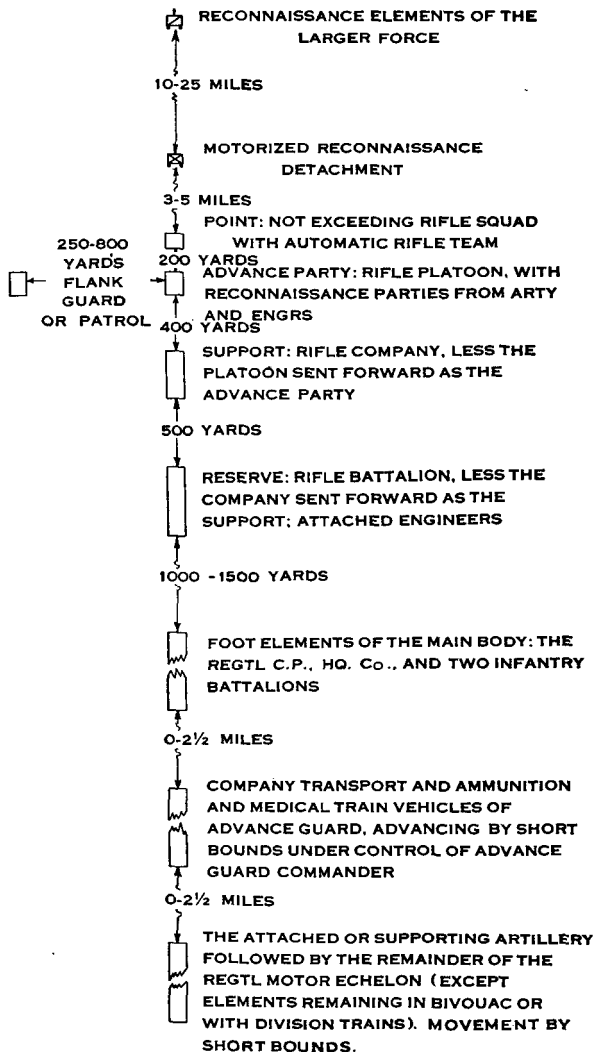 RECONNAISSANCE ELEMENTS OF THE
LARGER FORCE
10-25 MILES
MOTORIZED RECONNAISSANCE
DETACHMENT
3-5 MILES
POINT: NOT EXCEEDING RIFLE SQUAD
WITH AUTOMATIC RIFLE TEAM
200 YARDS
250-800
YARDS
FLANK
GUARD
OR PATROL
ADVANCE PARTY: RIFLE PLATOON, WITH
RECONNAISSANCE PARTIES FROM ARTY
AND ENGRS
400 YARDS
SUPPORT: RIFLE COMPANY, LESS THE
PLATOON SENT FORWARD AS THE
ADVANCE PARTY
500 YARDS
RESERVE: RIFLE BATTALION, LESS THE
COMPANY SENT FORWARD AS THE
SUPPORT; ATTACHED ENGINEERS
1000 -1500 YARDS
FOOT ELEMENTS OF THE MAIN BODY: THE
REGTL C.P., HQ. Co., AND TWO INFANTRY
BATTALIONS
0-2½ MILES
COMPANY TRANSPORT AND AMMUNITION
AND MEDICAL TRAIN VEHICLES OF
ADVANCE GUARD, ADVANCING BY SHORT
BOUNDS UNDER CONTROL OF ADVANCE
GUARD COMMANDER
0-2½ MILES
THE ATTACHED OR SUPPORTING ARTILLERY
FOLLOWED BY THE REMAINDER OF THE
REGTL MOTOR ECHELON (EXCEPT
ELEMENTS REMAINING IN BIVOUAC OR
WITH DIVISION TRAINS). MOVEMENT BY
SHORT BOUNDS.